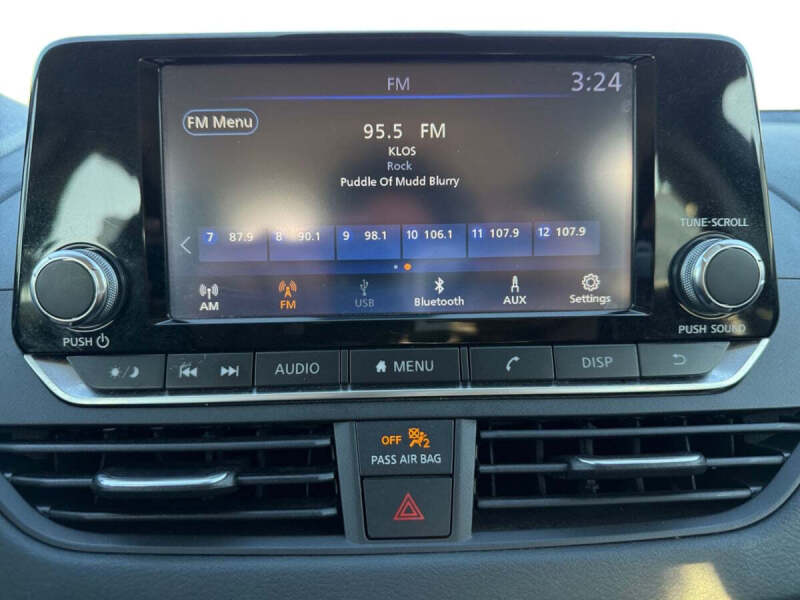 FM
3:24
FM Menu
95.5 FM
KLOS
Rock
Puddle Of Mudd Blurry
7 87.9 8 90.1 9 98.1 10 106.1 11 107.9 12 107.9
AM FM USB Bluetooth AUX Settings
TUNE·SCROLL
PUSH
PUSH SOUND
AUDIO MENU DISP
OFF 2
PASS AIR BAG